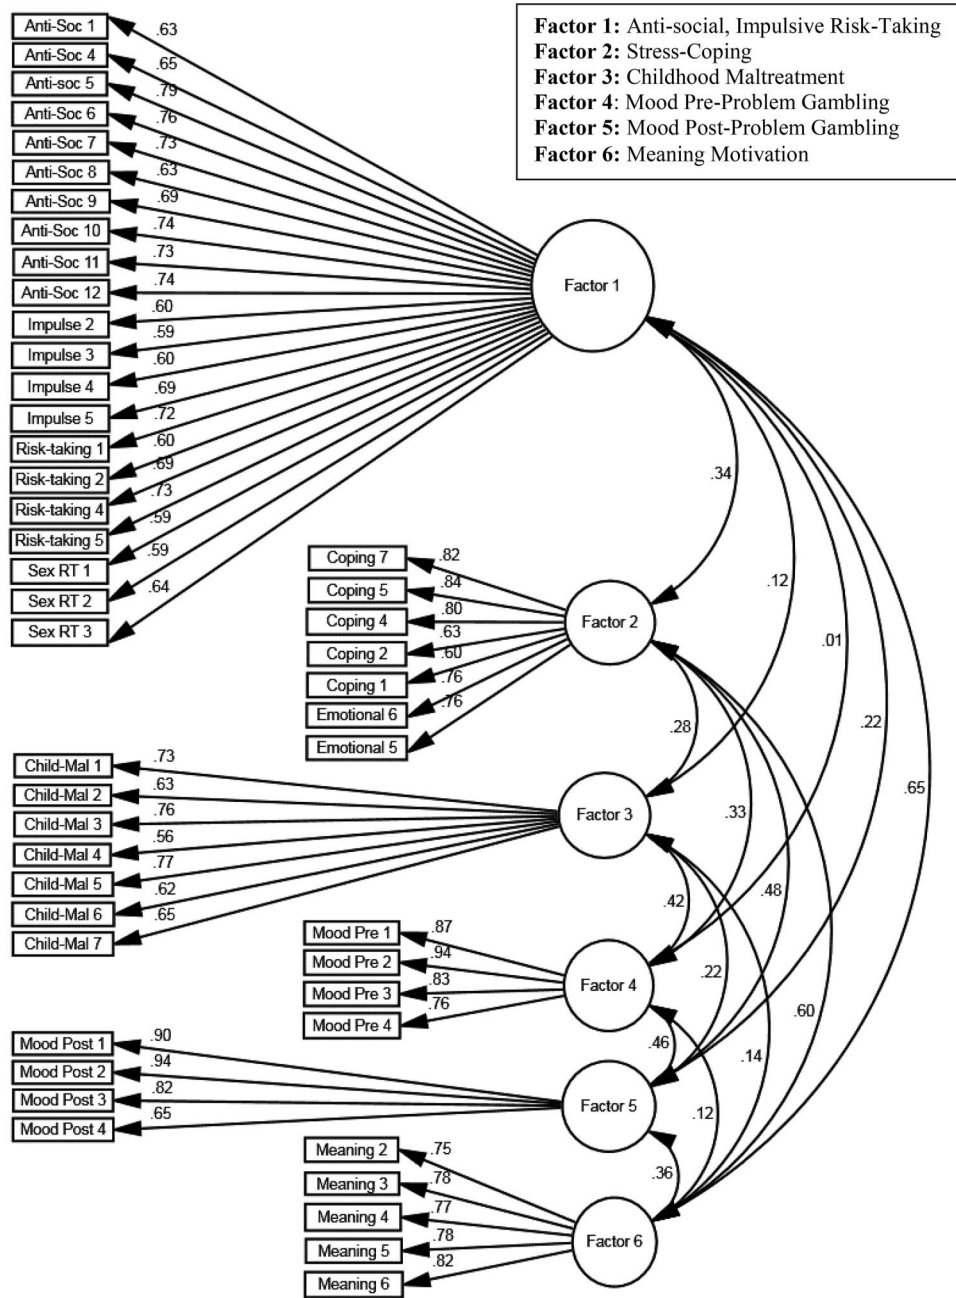 Factor 1: Anti-social, Impulsive Risk-Taking
Factor 2: Stress-Coping
Factor 3: Childhood Maltreatment
Factor 4: Mood Pre-Problem Gambling
Factor 5: Mood Post-Problem Gambling
Factor 6: Meaning Motivation
Anti-Soc 1
.63
Anti-Soc 4
.65
Anti-soc 5
.79
Anti-Soc 6
.76
Anti-Soc 7
.73
Anti-Soc 8
.63
Anti-Soc 9
.69
Anti-Soc 10
.74
Anti-Soc 11
.73
Anti-Soc 12
.74
Impulse 2
.60
Impulse 3
.59
Impulse 4
.60
Impulse 5
.69
Risk-taking 1
.72
Risk-taking 2
.60
Risk-taking 4
.69
Risk-taking 5
.73
Sex RT 1
.59
Sex RT 2
.59
Sex RT 3
.64
Factor 1
Coping 7
.82
Coping 5
.84
Coping 4
.80
Coping 2
.63
Coping 1
.60
Emotional 6
.76
Emotional 5
.76
Factor 2
Child-Mal 1
.73
Child-Mal 2
.63
Child-Mal 3
.76
Child-Mal 4
.56
Child-Mal 5
.77
Child-Mal 6
.62
Child-Mal 7
.65
Factor 3
Mood Pre 1
.87
Mood Pre 2
.94
Mood Pre 3
.83
Mood Pre 4
.76
Factor 4
Mood Post 1
.90
Mood Post 2
.94
Mood Post 3
.82
Mood Post 4
.65
Factor 5
Meaning 2
.75
Meaning 3
.78
Meaning 4
.77
Meaning 5
.78
Meaning 6
.82
Factor 6
.34
.12
.01
.22
.65
.28
.33
.48
.60
.42
.22
.14
.46
.12
.36